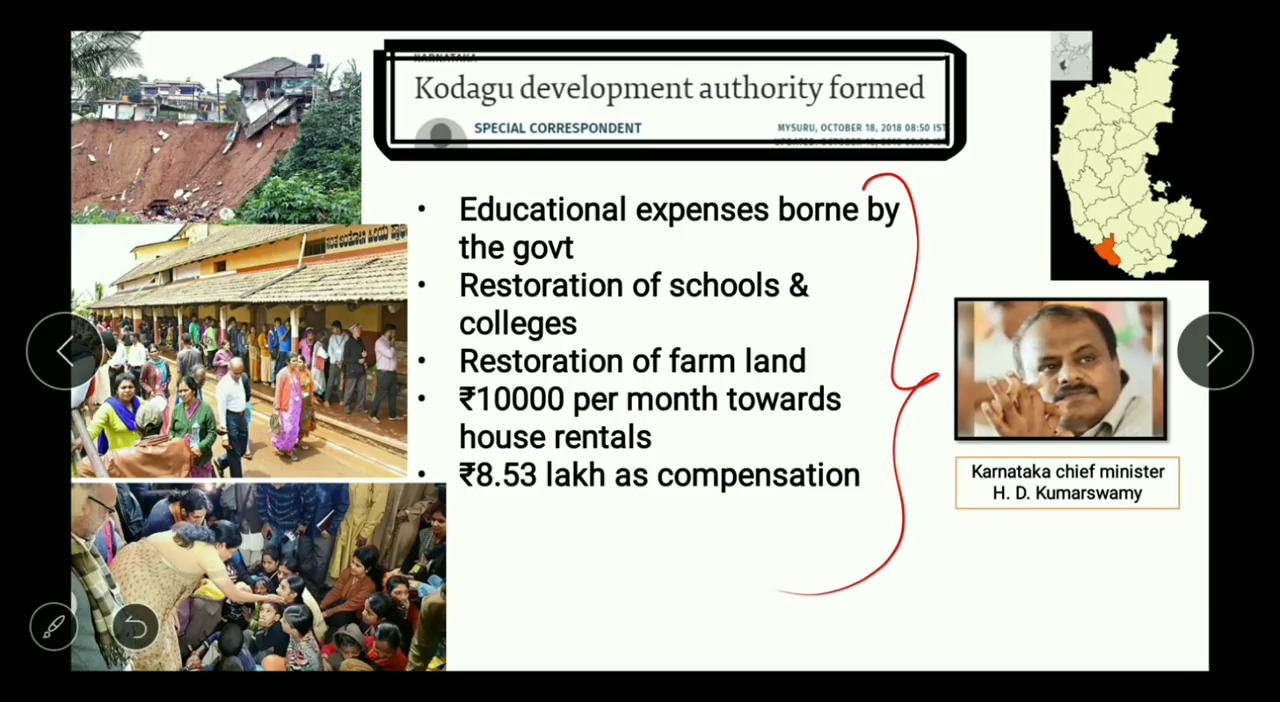 KARNATAKA
Kodagu development authority formed
SPECIAL CORRESPONDENT
MYSURU, OCTOBER 18, 2018 08:50 IST
• Educational expenses borne by
the govt
• Restoration of schools &
colleges
• Restoration of farm land
• ₹10000 per month towards
house rentals
• ₹8.53 lakh as compensation
Karnataka chief minister
H. D. Kumarswamy